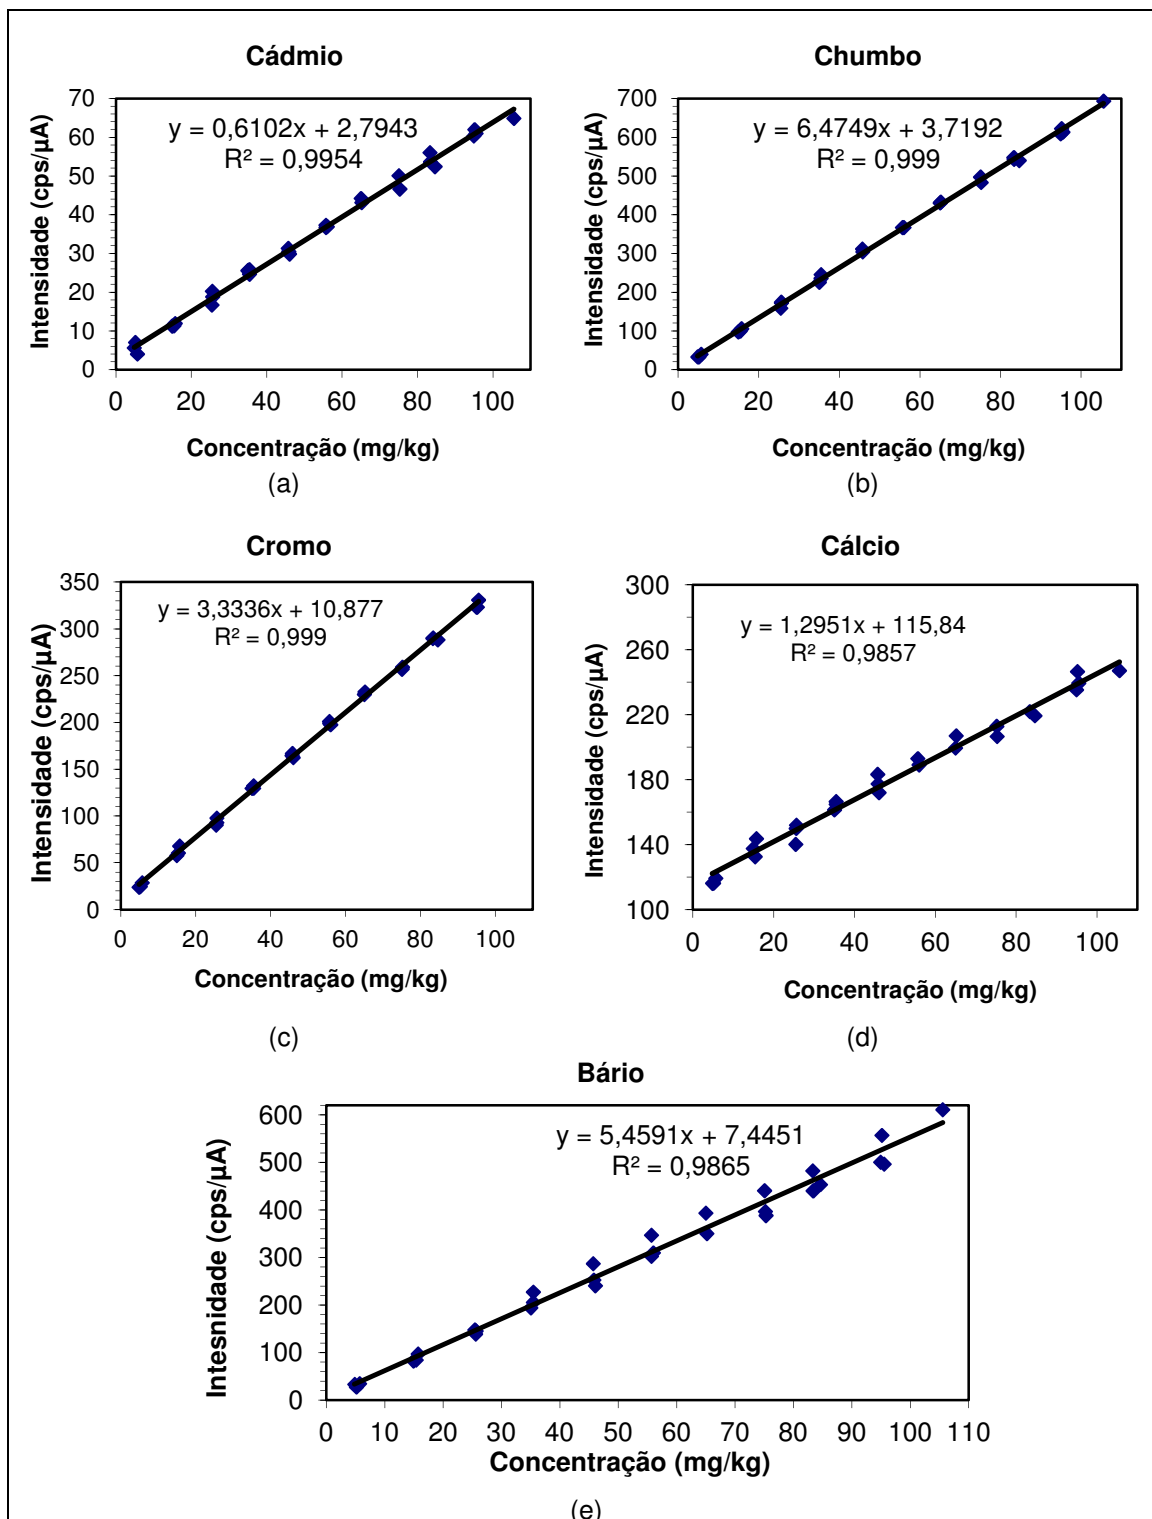 Cádmio
70
60
50
40
30
20
10
0
y = 0,6102x + 2,7943
R² = 0,9954
Intensidade (cps/µA)
0 20 40 60 80 100
Concentração (mg/kg)
(a)
Chumbo
700
600
500
400
300
200
100
0
y = 6,4749x + 3,7192
R² = 0,999
Intensidade (cps/µA)
0 20 40 60 80 100
Concentração (mg/kg)
(b)
Cromo
350
300
250
200
150
100
50
0
y = 3,3336x + 10,877
R² = 0,999
Intensidade (cps/µA)
0 20 40 60 80 100
Concentração (mg/kg)
(c)
Cálcio
300
260
220
180
140
100
y = 1,2951x + 115,84
R² = 0,9857
Intensidade (cps/µA)
0 20 40 60 80 100
Concentração (mg/kg)
(d)
Bário
600
500
400
300
200
100
0
y = 5,4591x + 7,4451
R² = 0,9865
Intesnidade (cps/µA)
0 10 20 30 40 50 60 70 80 90 100 110
Concentração (mg/kg)
(e)